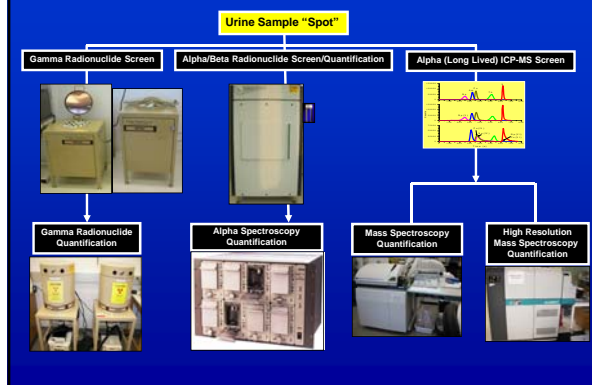 Urine Sample “Spot”
Gamma Radionuclide Screen
Alpha/Beta Radionuclide Screen/Quantification
Alpha (Long Lived) ICP-MS Screen
Gamma Radionuclide
Quantification
Alpha Spectroscopy
Quantification
Mass Spectroscopy
Quantification
High Resolution
Mass Spectroscopy
Quantification